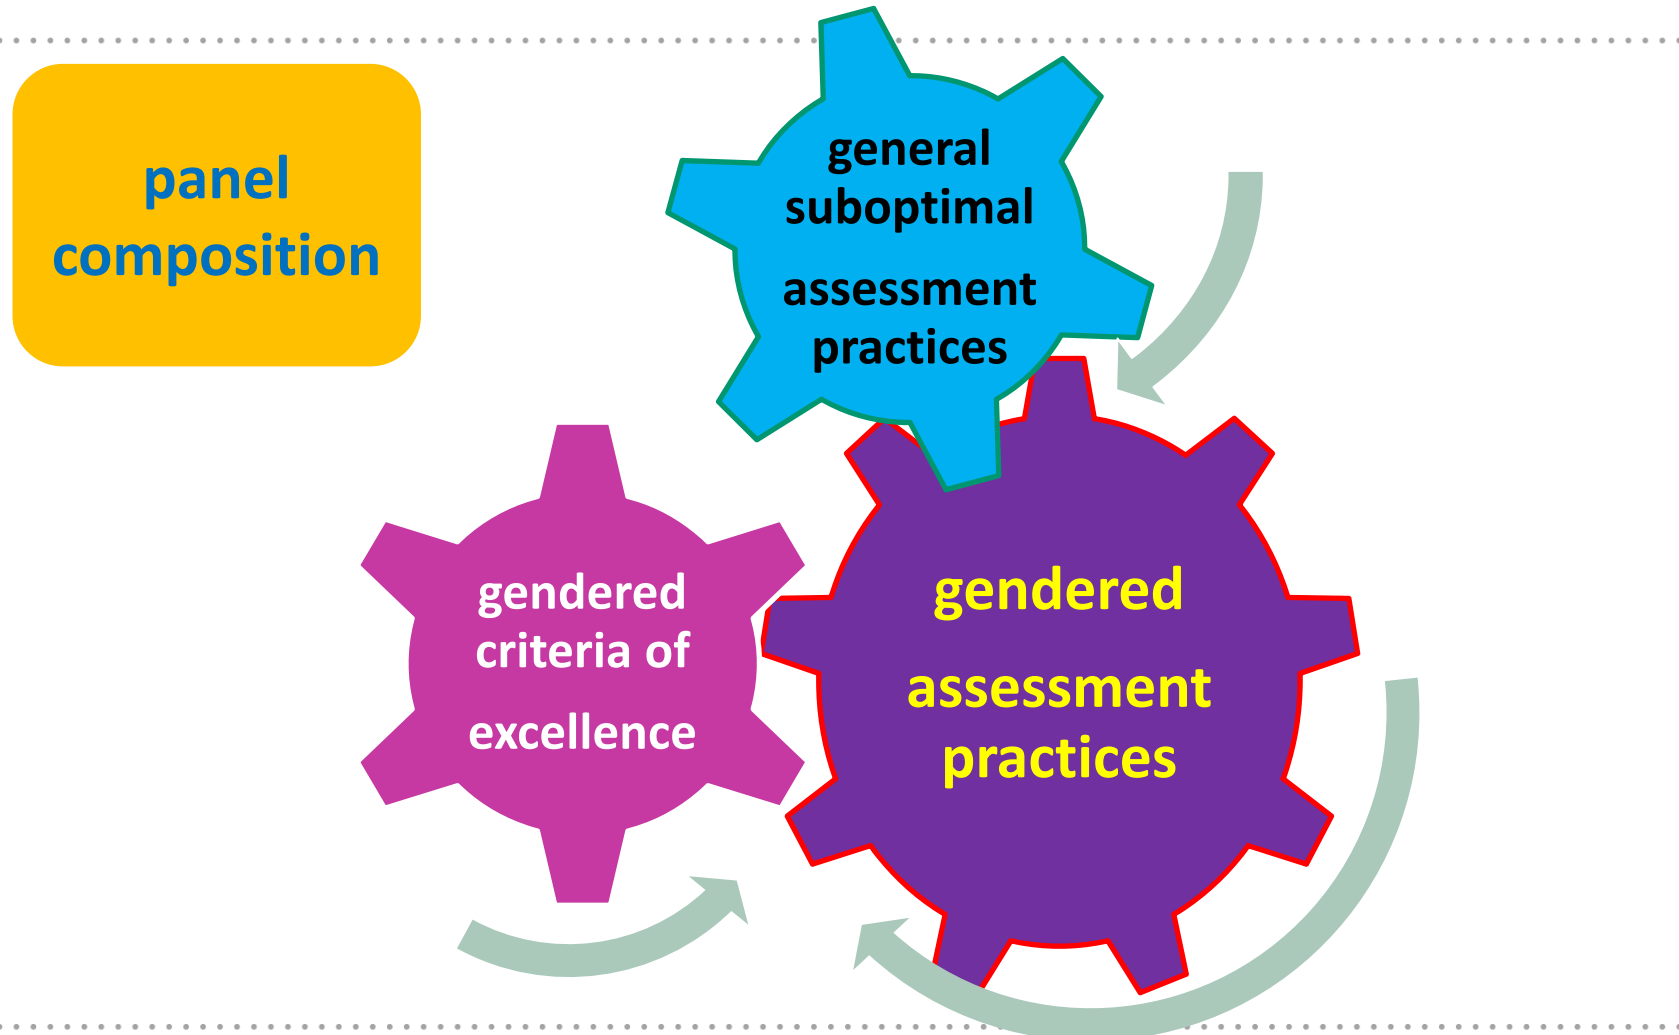 panel
composition
general
suboptimal
assessment
practices
gendered
criteria of
excellence
gendered
assessment
practices